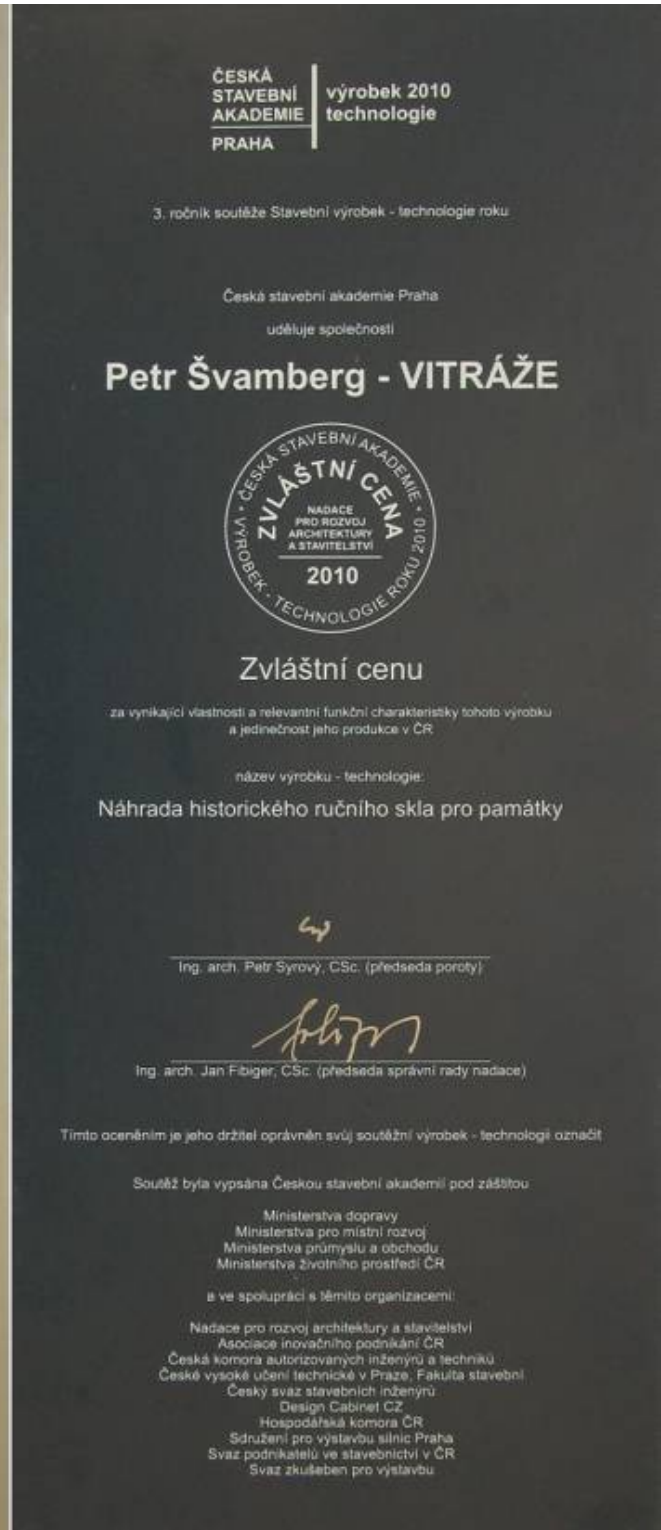 ČESKÁ
STAVEBNÍ
AKADEMIE
PRAHA
výrobek 2010
technologie
3. ročník soutěže Stavební výrobek - technologie roku
Česká stavební akademie Praha
uděluje společnosti
Petr Švamberg - VITRÁŽE
• ČESKÁ STAVEBNÍ AKADEMIE •
VÝROBEK - TECHNOLOGIE ROKU 2010
ZVLÁŠTNÍ CENA
NADACE
PRO ROZVOJ
ARCHITEKTURY
A STAVITELSTVÍ
2010
Zvláštní cenu
za vynikající vlastnosti a relevantní funkční charakteristiky tohoto výrobku
a jedinečnost jeho produkce v ČR
název výrobku - technologie:
Náhrada historického ručního skla pro památky
Ing. arch. Petr Syrový, CSc. (předseda poroty)
Ing. arch. Jan Fibiger, CSc. (předseda správní rady nadace)
Tímto oceněním je jeho držitel oprávněn svůj soutěžní výrobek - technologii označit
Soutěž byla vypsána Českou stavební akademií pod záštitou
Ministerstva dopravy
Ministerstva pro místní rozvoj
Ministerstva průmyslu a obchodu
Ministerstva životního prostředí ČR
a ve spolupráci s těmito organizacemi:
Nadace pro rozvoj architektury a stavitelství
Asociace inovačního podnikání ČR
Česká komora autorizovaných inženýrů a techniků
České vysoké učení technické v Praze, Fakulta stavební
Český svaz stavebních inženýrů
Design Cabinet CZ
Hospodářská komora ČR
Sdružení pro výstavbu silnic Praha
Svaz podnikatelů ve stavebnictví v ČR
Svaz zkušeben pro výstavbu